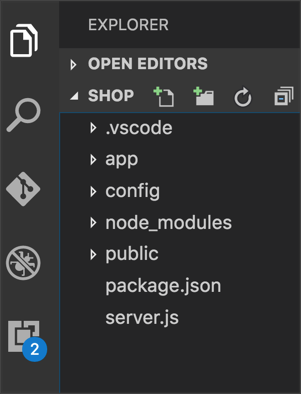 EXPLORER
OPEN EDITORS
SHOP
.vscode
app
config
node_modules
public
package.json
server.js
2